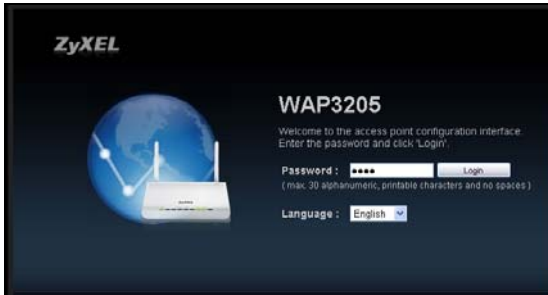 ZyXEL
WAP3205
Welcome to the access point configuration interface.
Enter the password and click 'Login'.
Password : •••• Login
( max. 30 alphanumeric, printable characters and no spaces )
Language : English